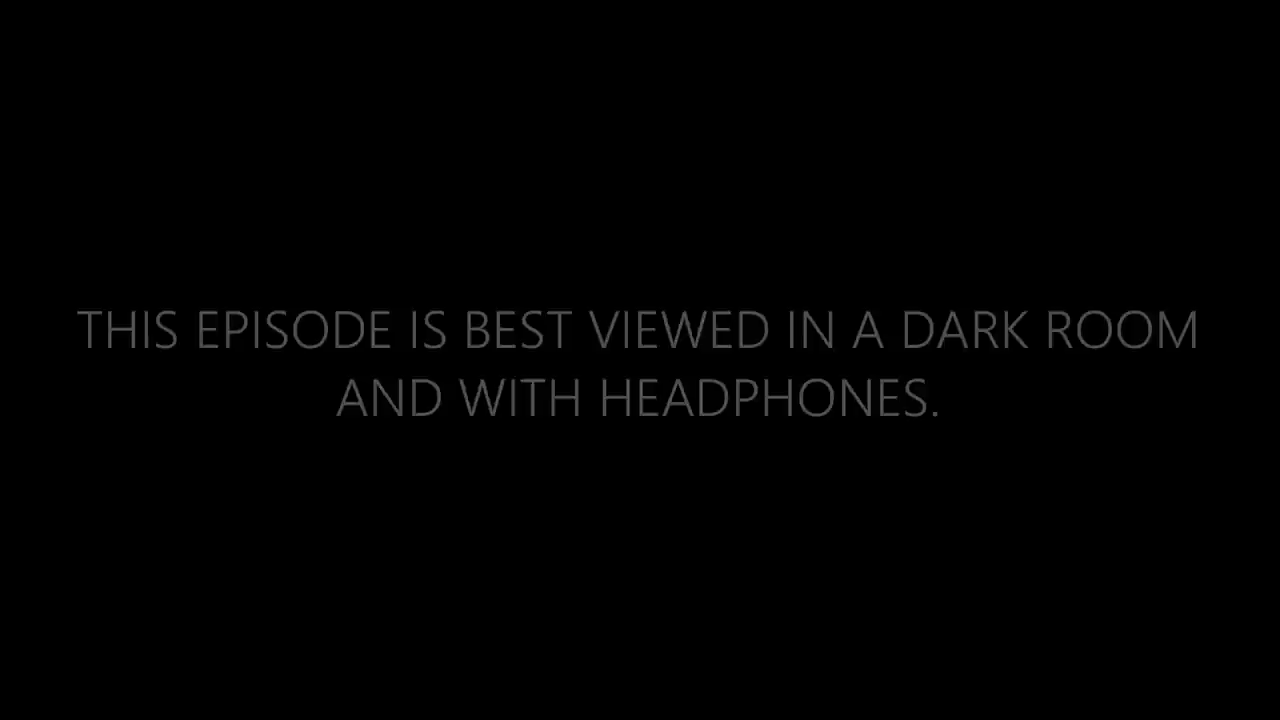 THIS EPISODE IS BEST VIEWED IN A DARK ROOM
AND WITH HEADPHONES.